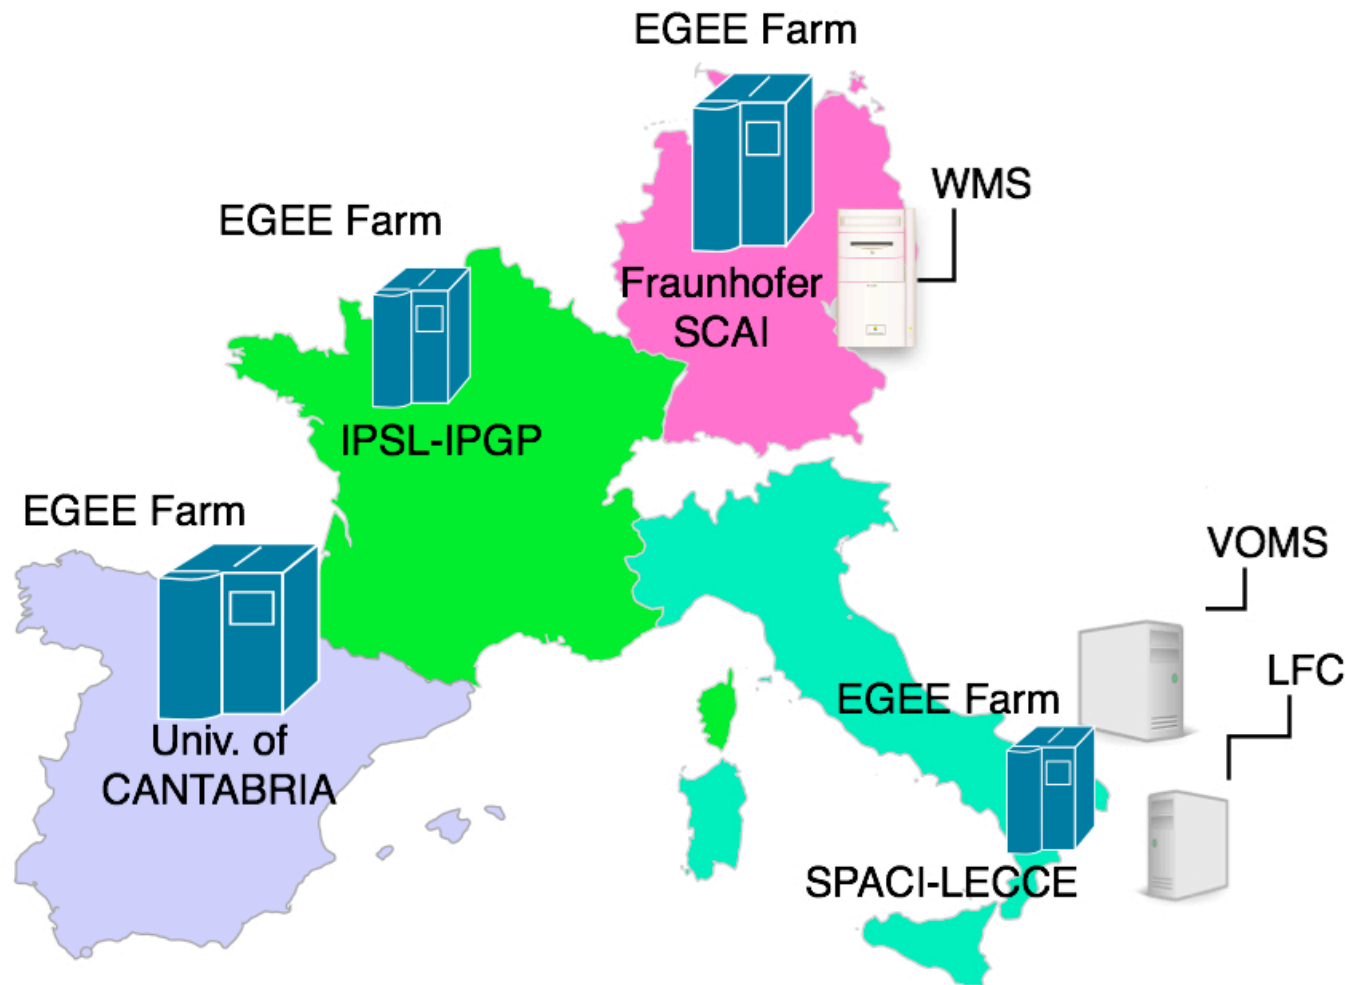 EGEE Farm
WMS
EGEE Farm
Fraunhofer
SCAI
IPSL-IPGP
EGEE Farm
VOMS
LFC
EGEE Farm
Univ. of
CANTABRIA
SPACI-LECCE